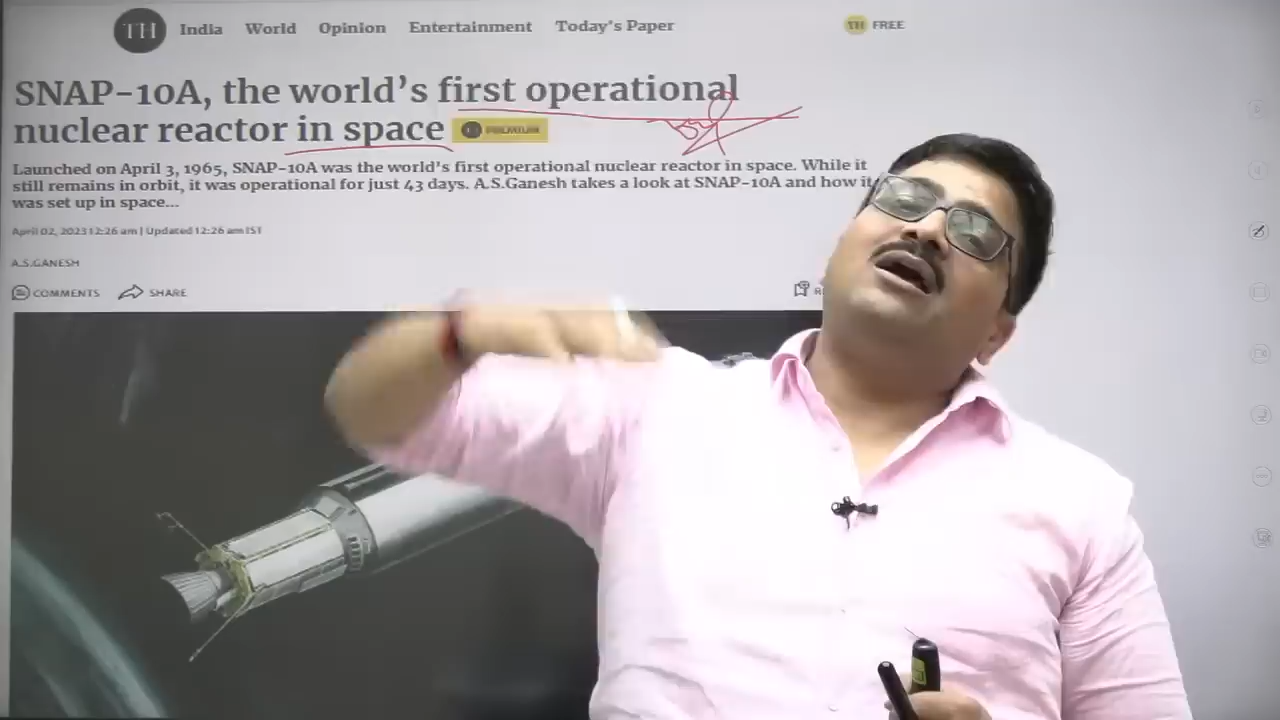 TH India World Opinion Entertainment Today's Paper TH FREE
SNAP-10A, the world's first operational
nuclear reactor in space PREMIUM
Launched on April 3, 1965, SNAP-10A was the world's first operational nuclear reactor in space. While it
still remains in orbit, it was operational for just 43 days. A.S.Ganesh takes a look at SNAP-10A and how it
was set up in space...
April 02, 2023 12:26 am | Updated 12:26 am IST
A.S.GANESH
COMMENTS SHARE